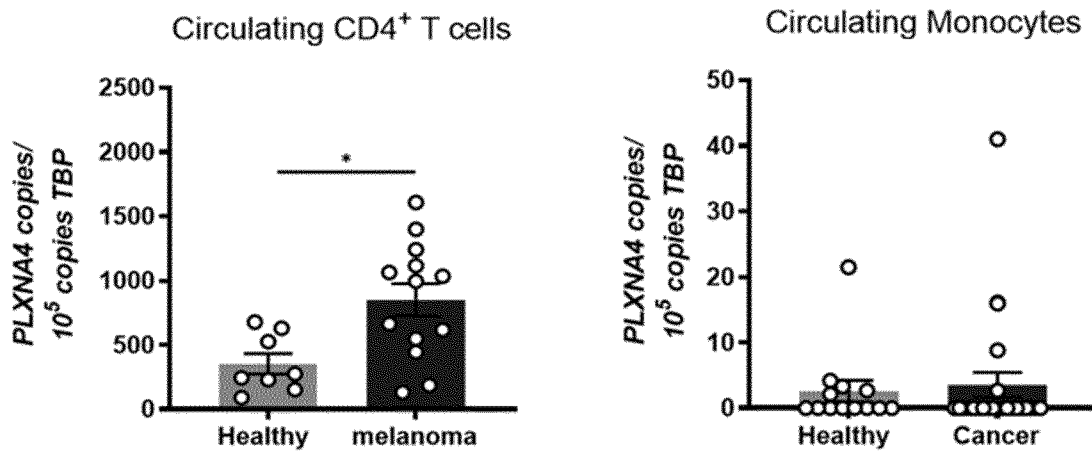 Circulating CD4⁺ T cells
PLXNA4 copies/
10⁵ copies TBP
2500
2000
1500
1000
500
0
*
Healthy
melanoma
Circulating Monocytes
PLXNA4 copies/
10⁵ copies TBP
50
40
30
20
10
0
Healthy
Cancer